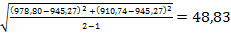 √((978,80−945,27)² + (910,74−945,27)² / 2−1) = 48,83